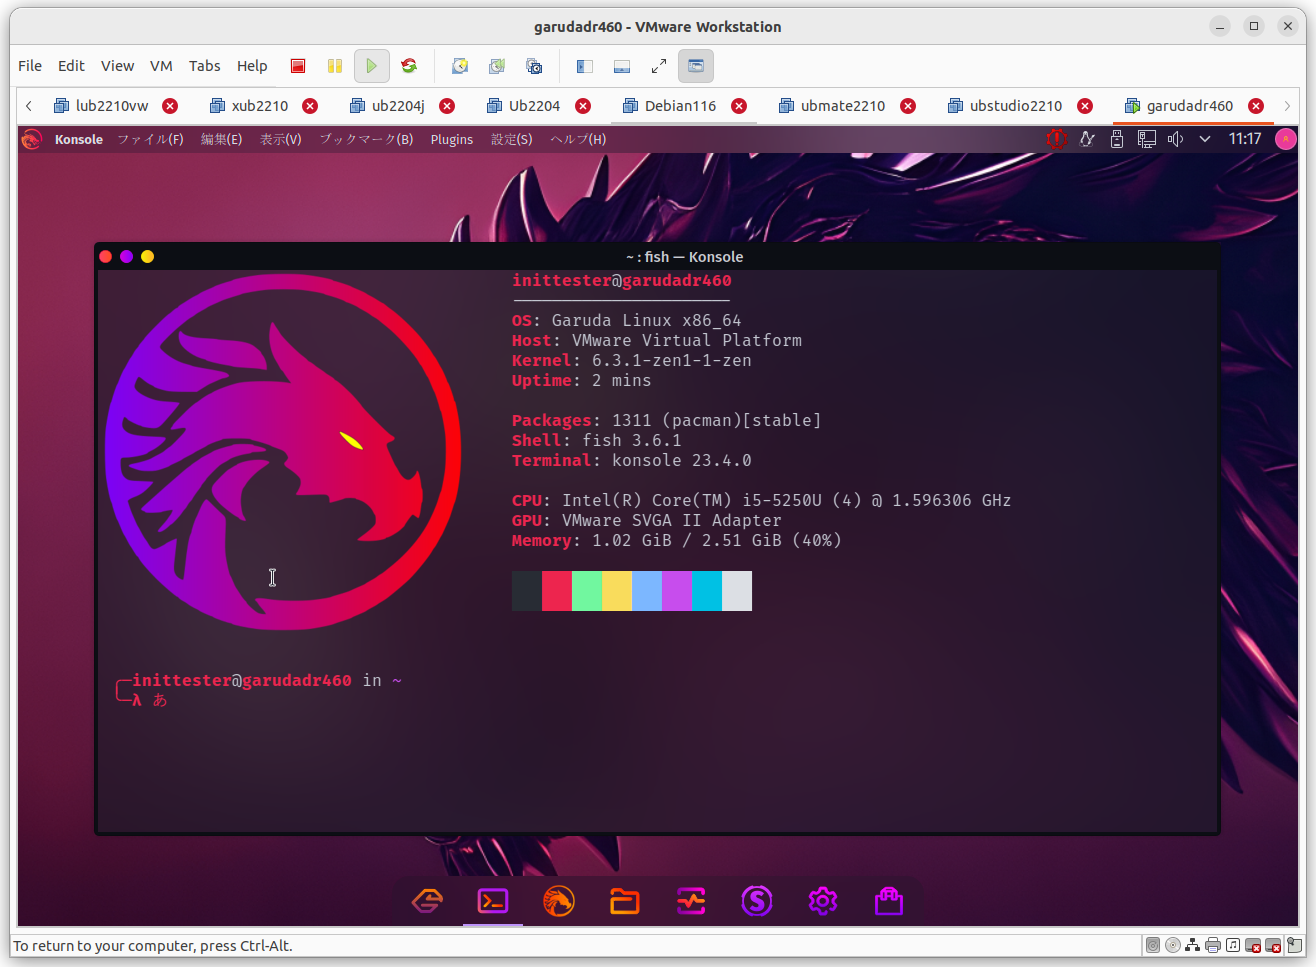 garudadr460 - VMware Workstation
File Edit View VM Tabs Help
lub2210vw xub2210 ub2204j Ub2204 Debian116 ubmate2210 ubstudio2210 garudadr460
Konsole ファイル(F) 編集(E) 表示(V) ブックマーク(B) Plugins 設定(S) ヘルプ(H) 11:17
~ : fish — Konsole
inittester@garudadr460
OS: Garuda Linux x86_64
Host: VMware Virtual Platform
Kernel: 6.3.1-zen1-1-zen
Uptime: 2 mins
Packages: 1311 (pacman)[stable]
Shell: fish 3.6.1
Terminal: konsole 23.4.0
CPU: Intel(R) Core(TM) i5-5250U (4) @ 1.596306 GHz
GPU: VMware SVGA II Adapter
Memory: 1.02 GiB / 2.51 GiB (40%)
╭─inittester@garudadr460 in ~
╰─λ あ
To return to your computer, press Ctrl-Alt.